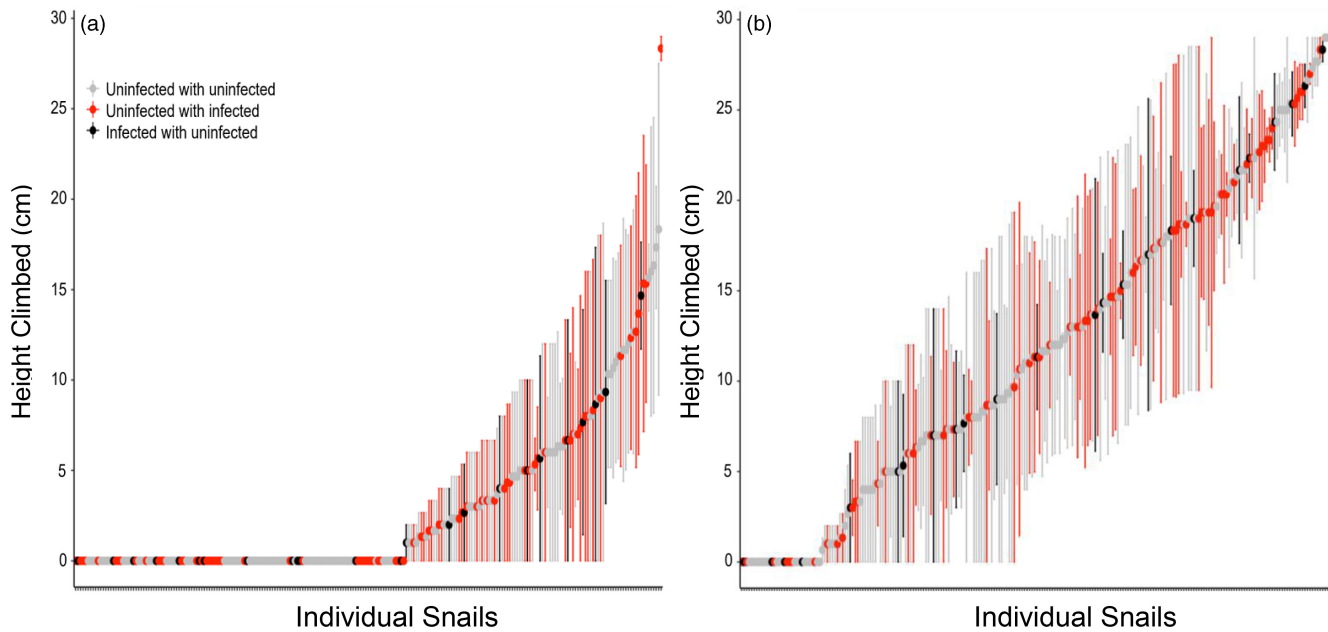 (a)
Uninfected with uninfected
Uninfected with infected
Infected with uninfected
Height Climbed (cm)
30
25
20
15
10
5
0
Individual Snails
(b)
Height Climbed (cm)
30
25
20
15
10
5
0
Individual Snails